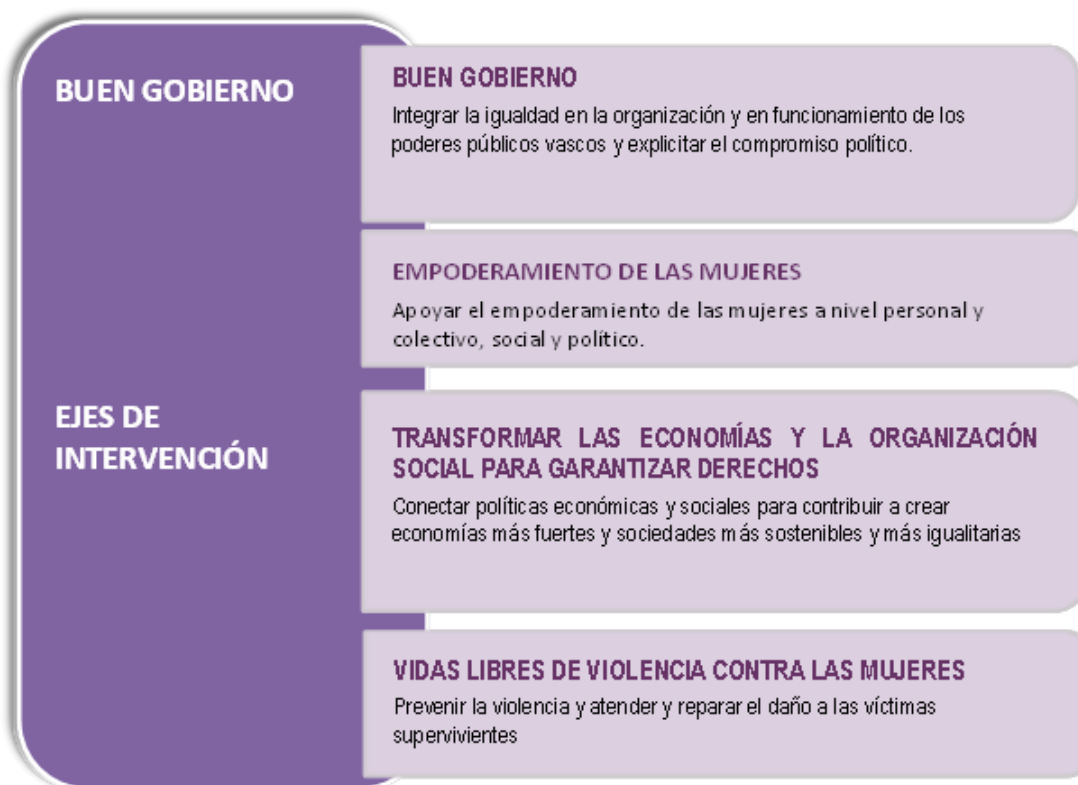 BUEN GOBIERNO
BUEN GOBIERNO
Integrar la igualdad en la organización y en funcionamiento de los
poderes públicos vascos y explicitar el compromiso político.
EMPODERAMIENTO DE LAS MUJERES
Apoyar el empoderamiento de las mujeres a nivel personal y
colectivo, social y político.
EJES DE
INTERVENCIÓN
TRANSFORMAR LAS ECONOMÍAS Y LA ORGANIZACIÓN
SOCIAL PARA GARANTIZAR DERECHOS
Conectar políticas económicas y sociales para contribuir a crear
economías más fuertes y sociedades más sostenibles y más igualitarias
VIDAS LIBRES DE VIOLENCIA CONTRA LAS MUJERES
Prevenir la violencia y atender y reparar el daño a las víctimas
supervivientes